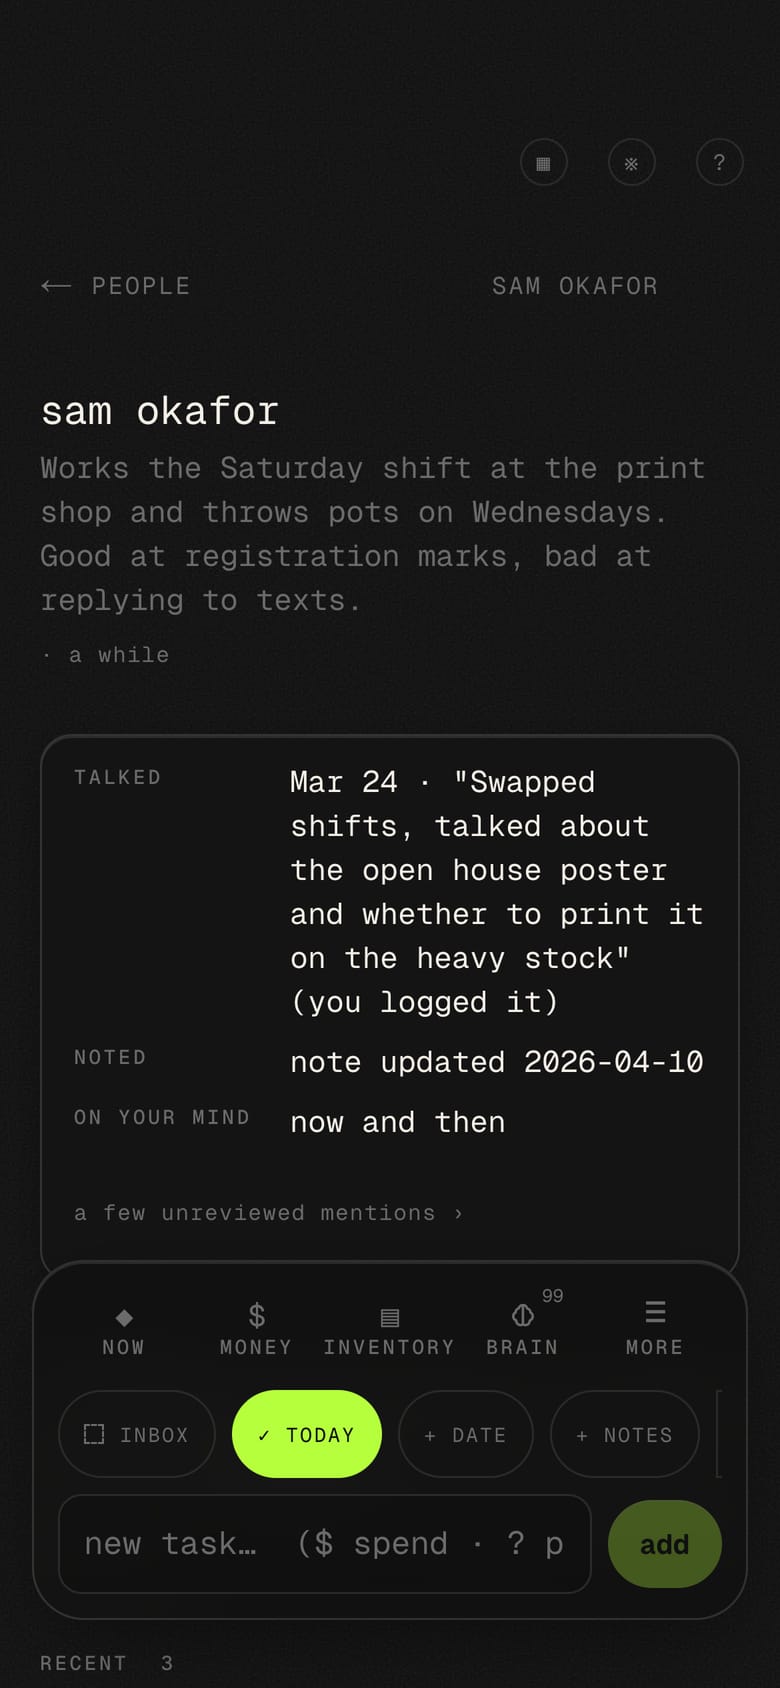 ?
← PEOPLE SAM OKAFOR
sam okafor
Works the Saturday shift at the print
shop and throws pots on Wednesdays.
Good at registration marks, bad at
replying to texts.
· a while
TALKED Mar 24 · "Swapped
shifts, talked about
the open house poster
and whether to print it
on the heavy stock"
(you logged it)
NOTED note updated 2026-04-10
ON YOUR MIND now and then
a few unreviewed mentions ›
$ 99
NOW MONEY INVENTORY BRAIN MORE
INBOX ✓ TODAY + DATE + NOTES
new task… ($ spend · ? p add
RECENT 3